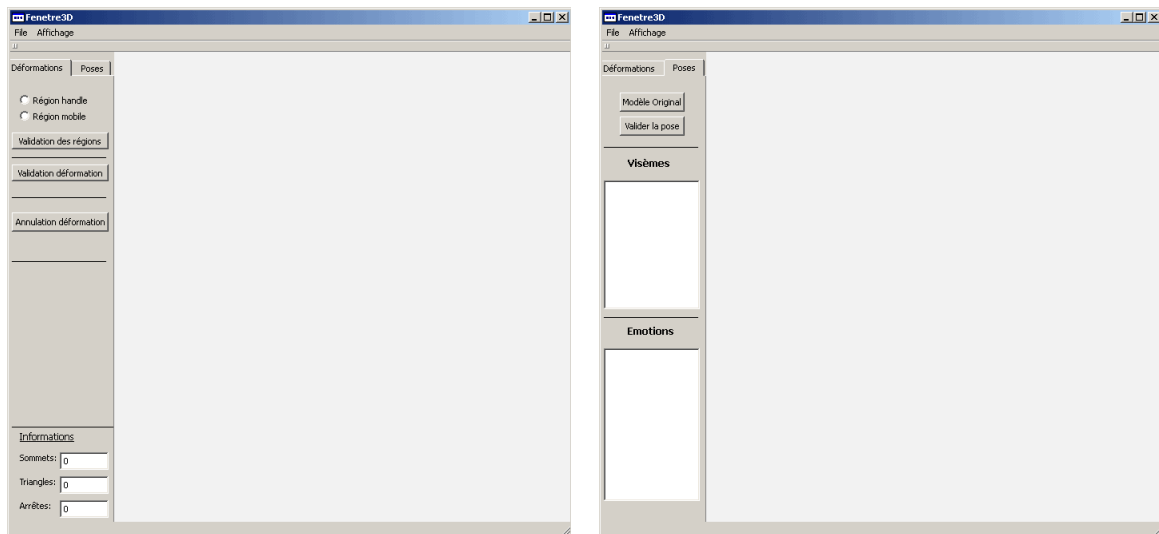 Fenetre3D
File Affichage
Déformations Poses
Région handle
Région mobile
Validation des régions
Validation déformation
Annulation déformation
Informations
Sommets: 0
Triangles: 0
Arrêtes: 0
Fenetre3D
File Affichage
Déformations Poses
Modèle Original
Valider la pose
Visèmes
Emotions